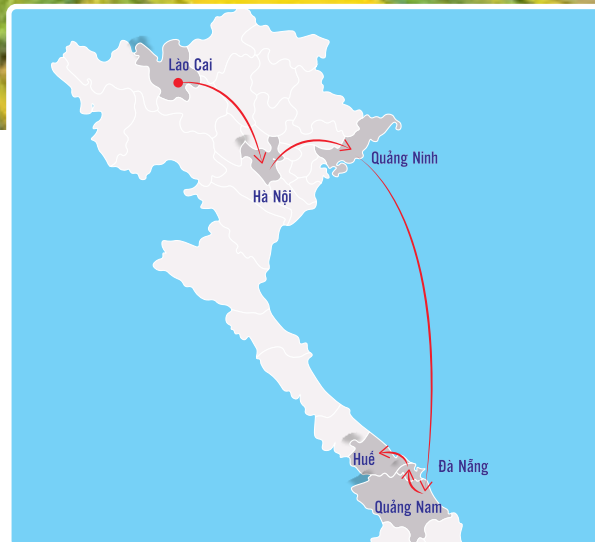 Lào Cai
Quảng Ninh
Hà Nội
Huế
Đà Nẵng
Quảng Nam